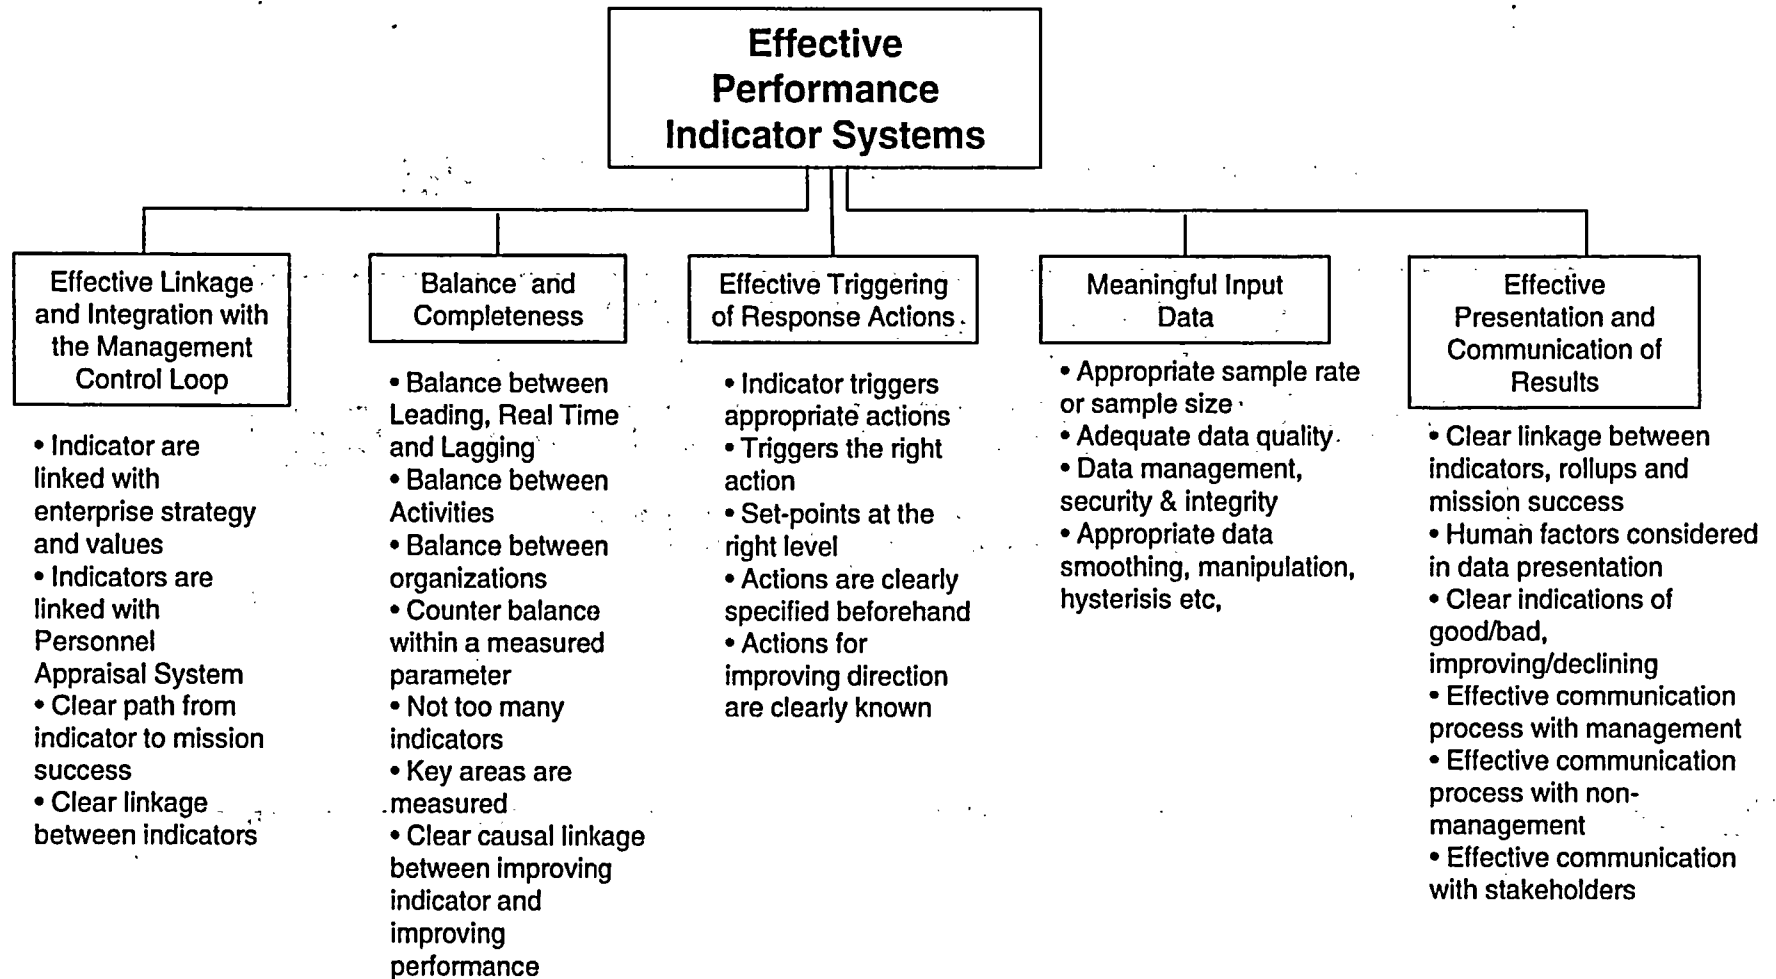 Effective
Performance
Indicator Systems
Effective Linkage
and Integration with
the Management
Control Loop
• Indicator are
linked with
enterprise strategy
and values
• Indicators are
linked with
Personnel
Appraisal System
• Clear path from
indicator to mission
success
• Clear linkage
between indicators
Balance and
Completeness
• Balance between
Leading, Real Time
and Lagging
• Balance between
Activities
• Balance between
organizations
• Counter balance
within a measured
parameter
• Not too many
indicators
• Key areas are
measured
• Clear causal linkage
between improving
indicator and
improving
performance
Effective Triggering
of Response Actions
• Indicator triggers
appropriate actions
• Triggers the right
action
• Set-points at the
right level
• Actions are clearly
specified beforehand
• Actions for
improving direction
are clearly known
Meaningful Input
Data
• Appropriate sample rate
or sample size
• Adequate data quality
• Data management,
security & integrity
• Appropriate data
smoothing, manipulation,
hysterisis etc,
Effective
Presentation and
Communication of
Results
• Clear linkage between
indicators, rollups and
mission success
• Human factors considered
in data presentation
• Clear indications of
good/bad,
improving/declining
• Effective communication
process with management
• Effective communication
process with non-
management
• Effective communication
with stakeholders